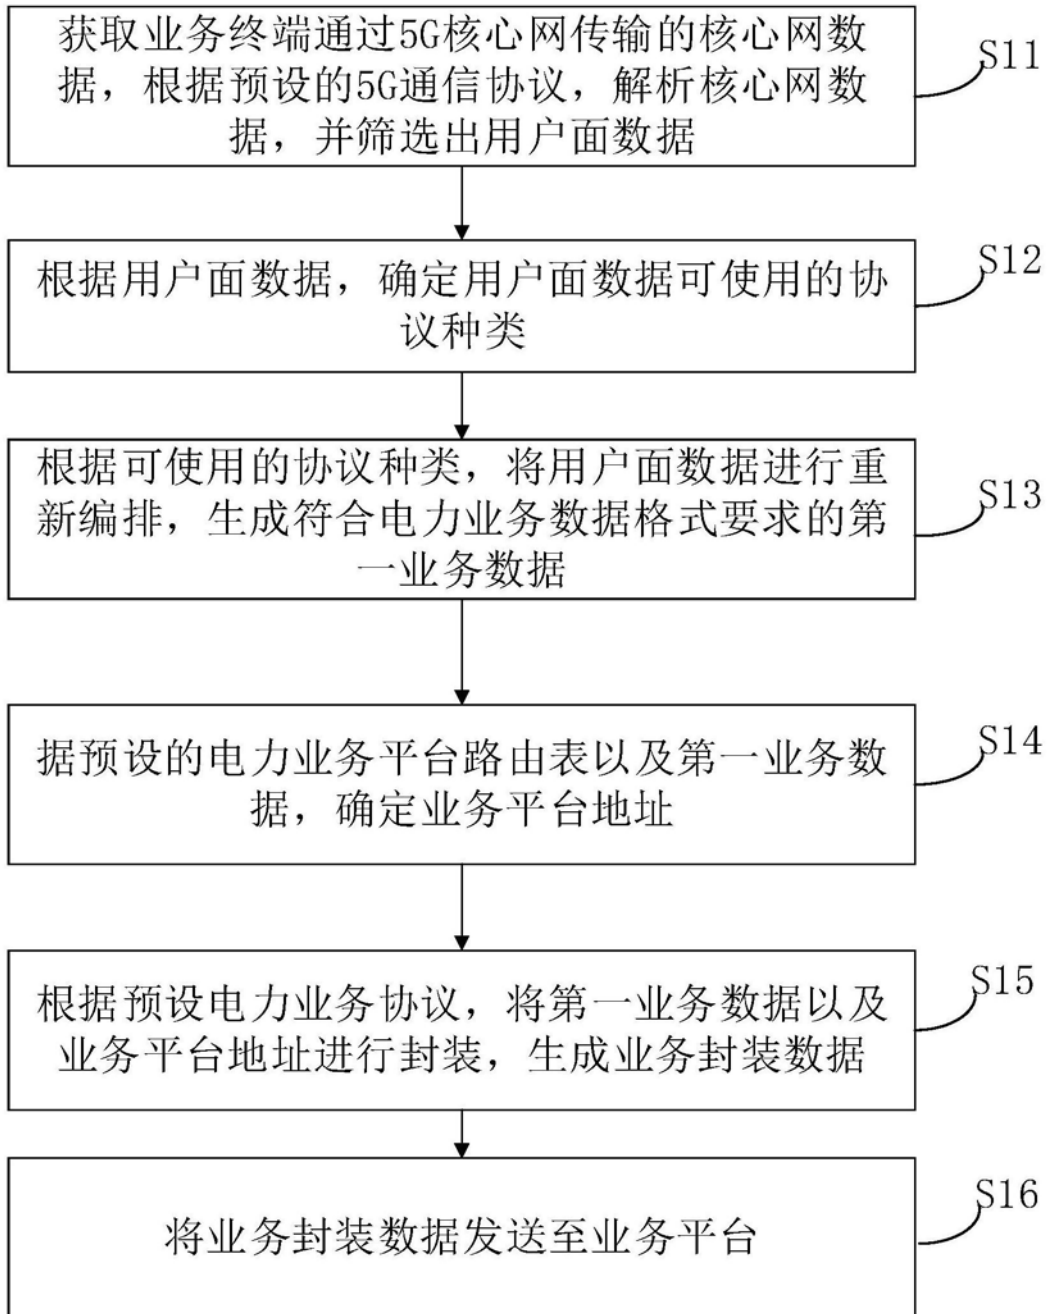 获取业务终端通过5G核心网传输的核心网数
据，根据预设的5G通信协议，解析核心网数
据，并筛选出用户面数据
S11
根据用户面数据，确定用户面数据可使用的协
议种类
S12
根据可使用的协议种类，将用户面数据进行重
新编排，生成符合电力业务数据格式要求的第
一业务数据
S13
据预设的电力业务平台路由表以及第一业务数
据，确定业务平台地址
S14
根据预设电力业务协议，将第一业务数据以及
业务平台地址进行封装，生成业务封装数据
S15
将业务封装数据发送至业务平台
S16